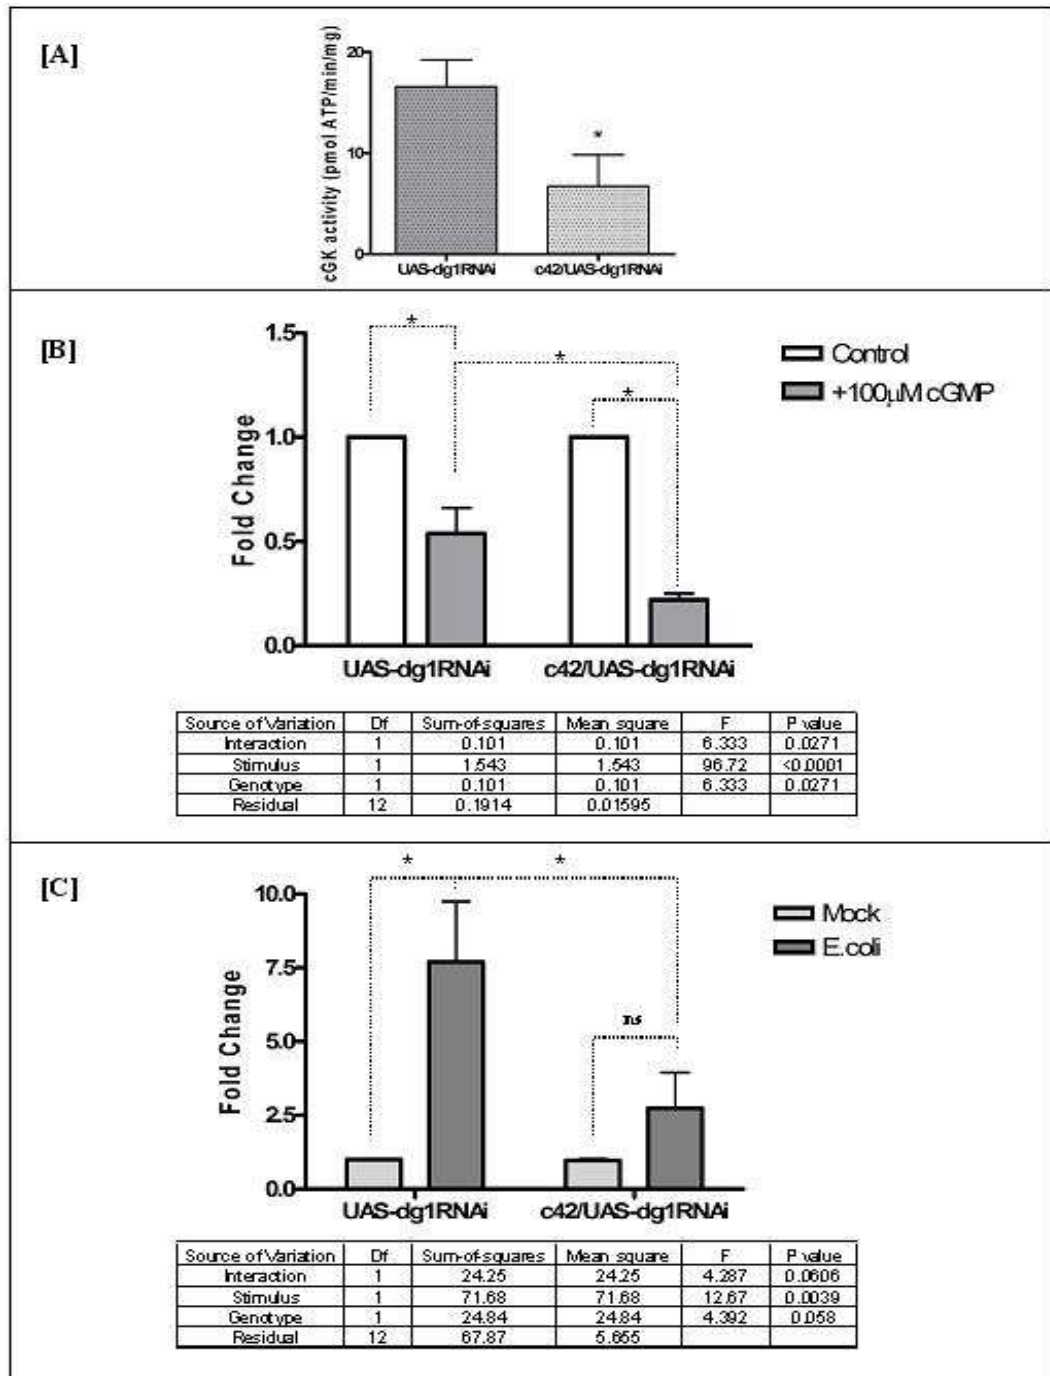 [A]
cGK activity (pmol ATP/min/mg)
20
*
10
0
UAS-dg1RNAi c42/UAS-dg1RNAi
[B]
*
1.5
*
Control
*
+100µM cGMP
1.0
Fold Change
0.5
0.0
UAS-dg1RNAi c42/UAS-dg1RNAi
Source of Variation Df Sum-of-squares Mean square F P value
Interaction 1 0.101 0.101 6.333 0.0271
Stimulus 1 1.543 1.543 96.72 <0.0001
Genotype 1 0.101 0.101 6.333 0.0271
Residual 12 0.1914 0.01595
* *
[C]
10.0
Mock
E.coli
7.5
Fold Change
ns
5.0
2.5
0.0
UAS-dg1RNAi c42/UAS-dg1RNAi
Source of Variation Df Sum-of-squares Mean square F P value
Interaction 1 24.25 24.25 4.287 0.0606
Stimulus 1 71.68 71.68 12.67 0.0039
Genotype 1 24.84 24.84 4.392 0.058
Residual 12 67.87 5.655